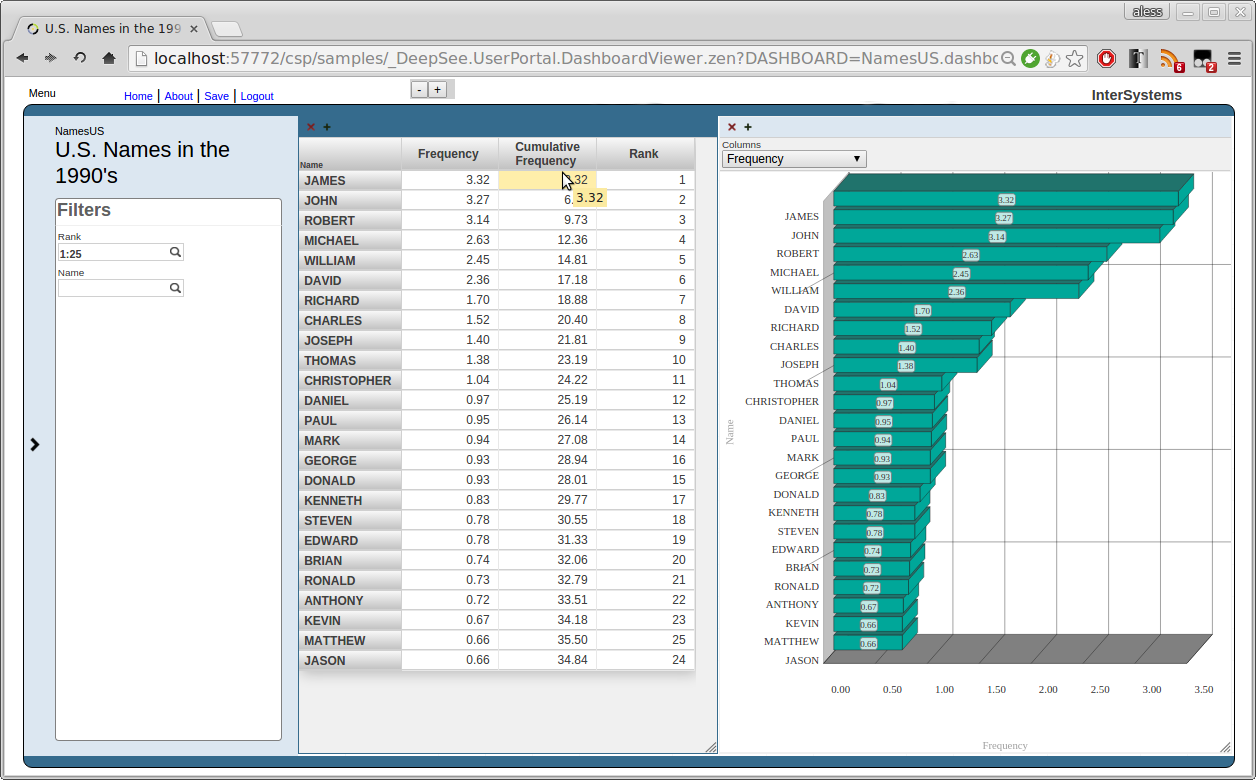 aless
U.S. Names in the 199
localhost:57772/csp/samples/_DeepSee.UserPortal.DashboardViewer.zen?DASHBOARD=NamesUS.dashbo
6
2
Menu
Home | About | Save | Logout
- +
InterSystems
NamesUS
U.S. Names in the
1990's
Filters
Rank
1:25
Name
Name Frequency Cumulative Frequency Rank
JAMES 3.32 .32 1
3.32
JOHN 3.27 6. 2
ROBERT 3.14 9.73 3
MICHAEL 2.63 12.36 4
WILLIAM 2.45 14.81 5
DAVID 2.36 17.18 6
RICHARD 1.70 18.88 7
CHARLES 1.52 20.40 8
JOSEPH 1.40 21.81 9
THOMAS 1.38 23.19 10
CHRISTOPHER 1.04 24.22 11
DANIEL 0.97 25.19 12
PAUL 0.95 26.14 13
MARK 0.94 27.08 14
GEORGE 0.93 28.94 16
DONALD 0.93 28.01 15
KENNETH 0.83 29.77 17
STEVEN 0.78 30.55 18
EDWARD 0.78 31.33 19
BRIAN 0.74 32.06 20
RONALD 0.73 32.79 21
ANTHONY 0.72 33.51 22
KEVIN 0.67 34.18 23
MATTHEW 0.66 35.50 25
JASON 0.66 34.84 24
Columns
Frequency
3.32
JAMES 3.27
JOHN 3.14
ROBERT 2.63
MICHAEL 2.45
WILLIAM 2.36
DAVID 1.70
RICHARD 1.52
CHARLES 1.40
JOSEPH 1.38
THOMAS 1.04
CHRISTOPHER 0.97
DANIEL 0.95
PAUL 0.94
MARK 0.93
GEORGE 0.93
DONALD 0.83
KENNETH 0.78
STEVEN 0.78
EDWARD 0.74
BRIAN 0.73
RONALD 0.72
ANTHONY 0.67
KEVIN 0.66
MATTHEW 0.66
JASON
Name
0.00 0.50 1.00 1.50 2.00 2.50 3.00 3.50
Frequency